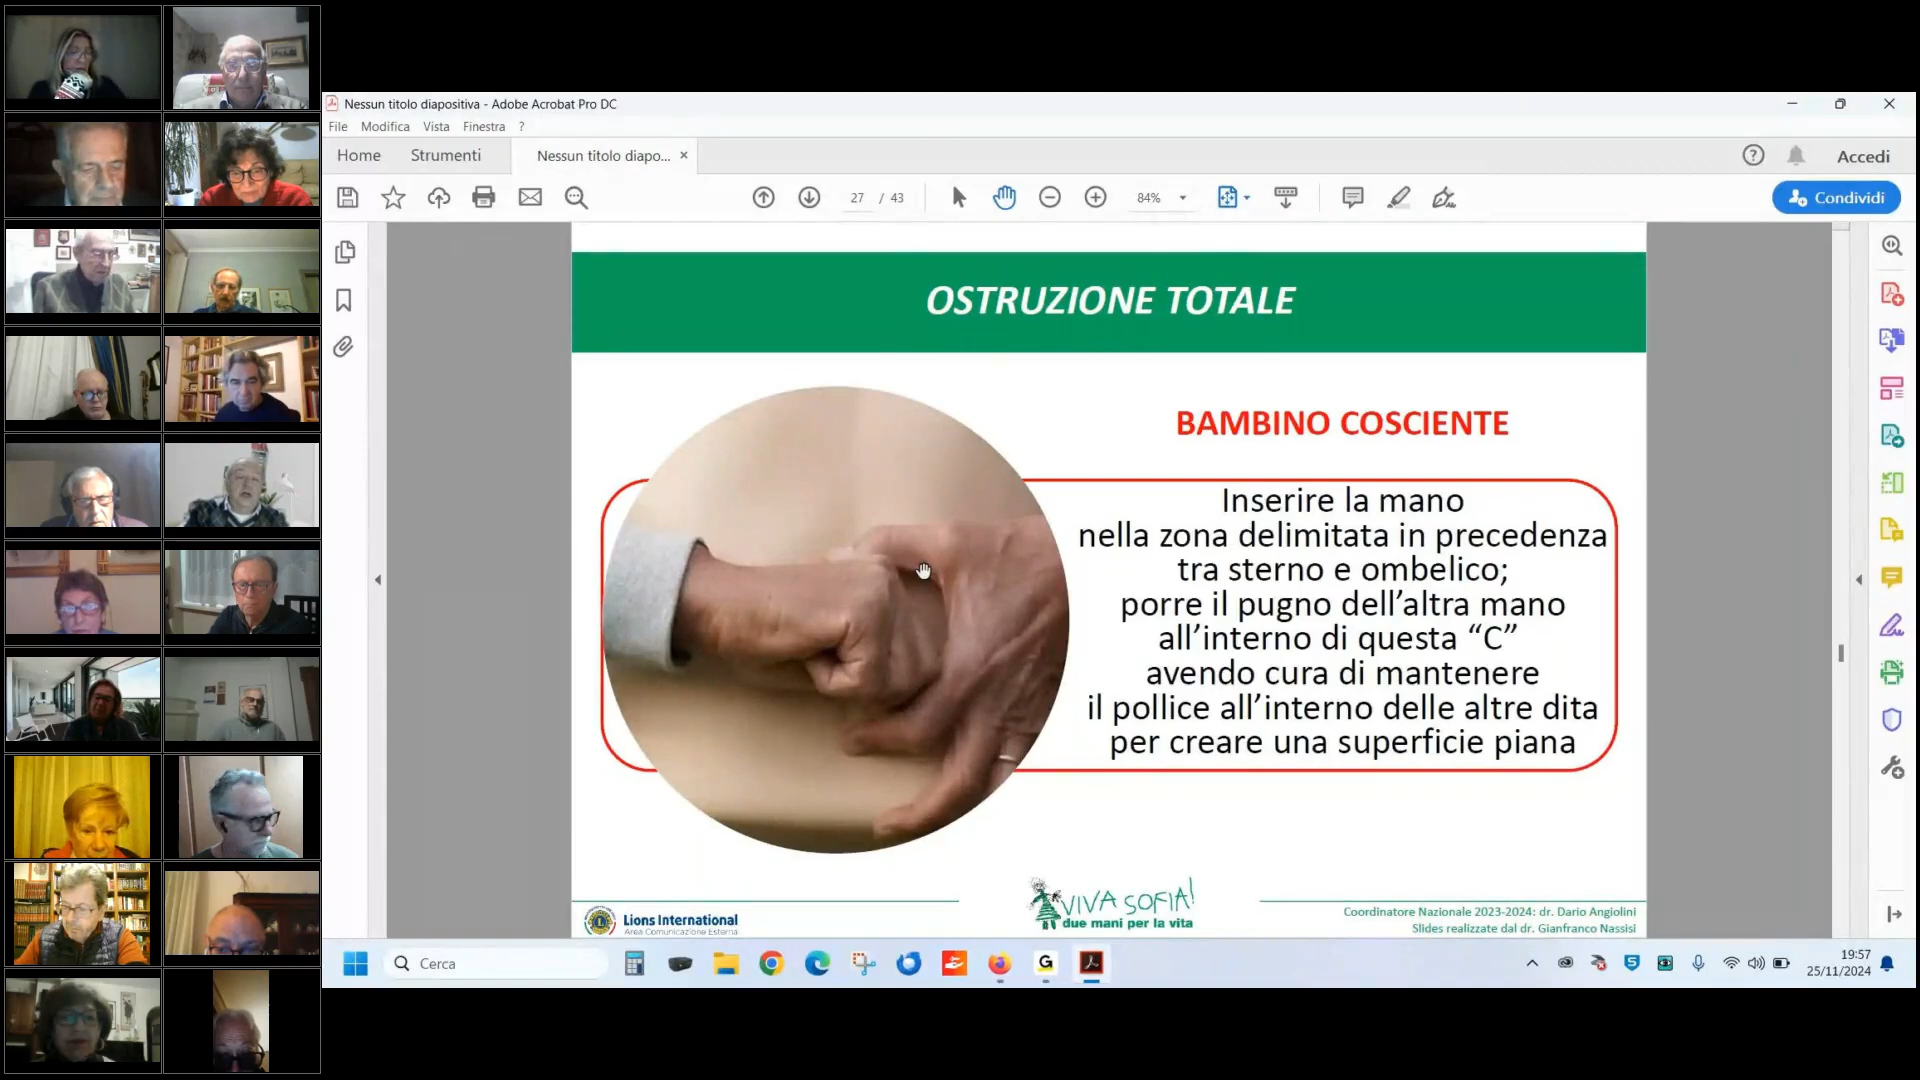 Nessun titolo diapositiva - Adobe Acrobat Pro DC
File Modifica Vista Finestra ?
Home Strumenti Nessun titolo diapo... Accedi
27 / 43 84% Condividi
OSTRUZIONE TOTALE
BAMBINO COSCIENTE
Inserire la mano
nella zona delimitata in precedenza
tra sterno e ombelico;
porre il pugno dell’altra mano
all’interno di questa “C”
avendo cura di mantenere
il pollice all’interno delle altre dita
per creare una superficie piana
Lions International
Area Comunicazione Esterna
VIVA SOFIA!
due mani per la vita
Coordinatore Nazionale 2023-2024: dr. Dario Angiolini
Slides realizzate dal dr. Gianfranco Nassisi
Cerca
19:57
25/11/2024